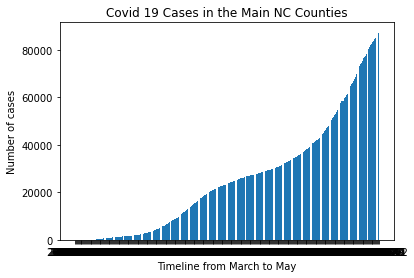 Covid 19 Cases in the Main NC Counties
80000
60000
40000
20000
0
Number of cases
Timeline from March to May